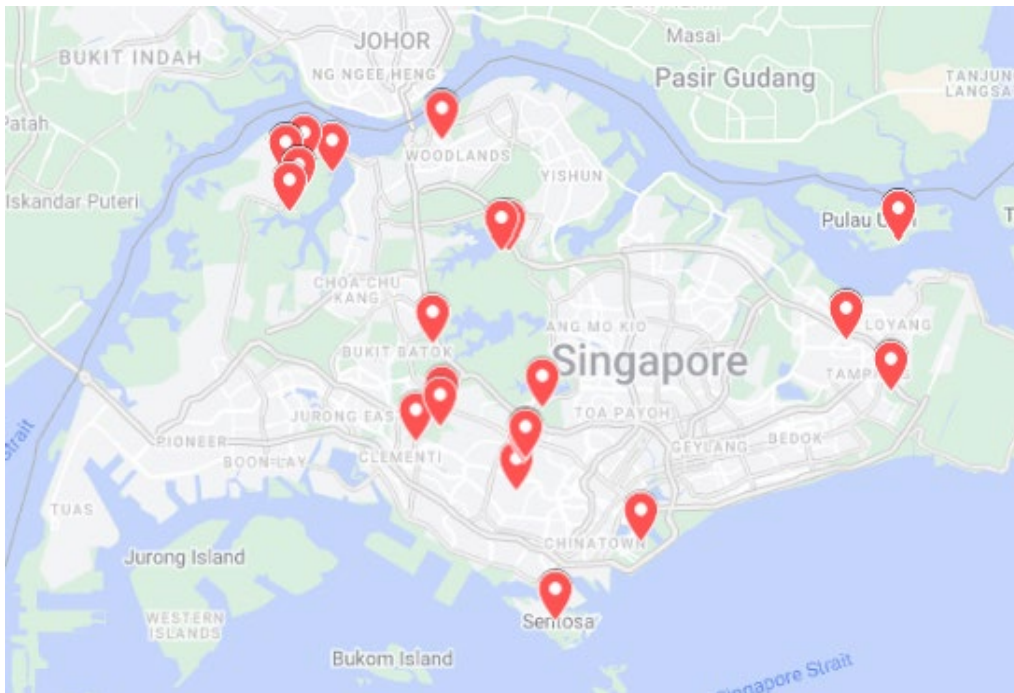 JOHOR
Masai
BUKIT INDAH
NG NGEE HENG
Pasir Gudang
TANJUN
LANGSA
Patah
WOODLANDS
YISHUN
Iskandar Puteri
Pulau U
CHOA CHU
KANG
ANG MO KIO
LOYANG
BUKIT BATOK
Singapore
TAMP
JURONG EAS
TOA PAYOH
PIONEER
BOON LAY
CLEMENTI
GEYLANG
BEDOK
Strait
TUAS
CHINATOWN
Jurong Island
WESTERN
ISLANDS
Sentosa
Bukom Island
Singapore Strait